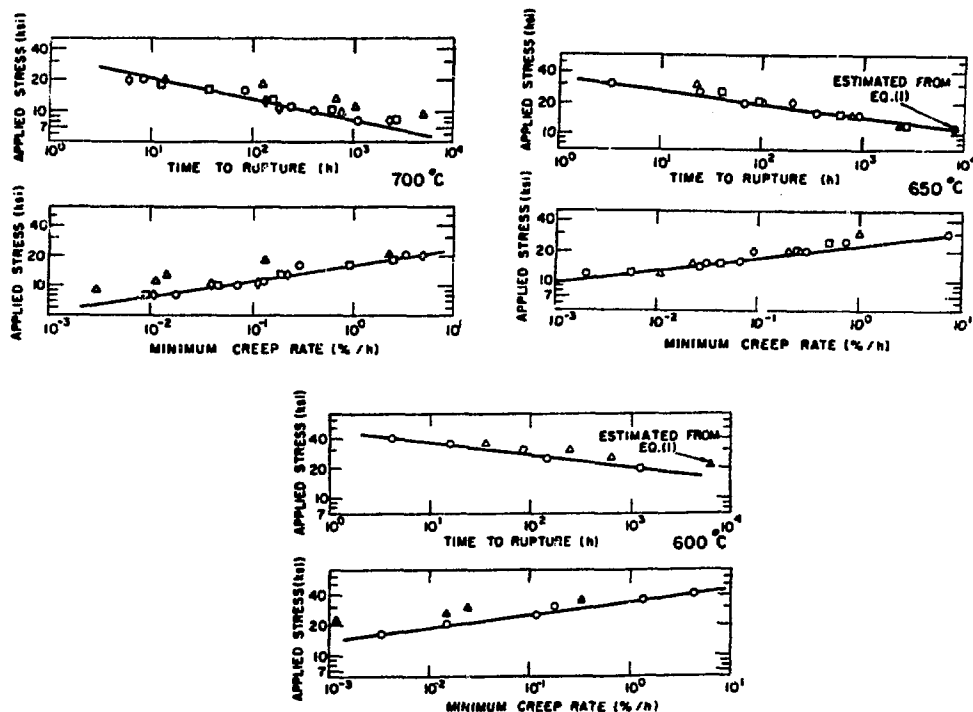 APPLIED STRESS (ksi)
40
20
10
7
10⁰ 10¹ 10² 10³ 10⁴
TIME TO RUPTURE (h)
700 °C
APPLIED STRESS (ksi)
40
20
10
7
10⁻³ 10⁻² 10⁻¹ 10⁰ 10¹
MINIMUM CREEP RATE (%/h)
APPLIED STRESS (ksi)
40
20
10
7
ESTIMATED FROM
EQ.(1)
10⁰ 10¹ 10² 10³ 10⁴
TIME TO RUPTURE (h)
650 °C
APPLIED STRESS (ksi)
40
20
10
7
10⁻³ 10⁻² 10⁻¹ 10⁰ 10¹
MINIMUM CREEP RATE (%/h)
APPLIED STRESS (ksi)
40
20
10
7
ESTIMATED FROM
EQ.(1)
10⁰ 10¹ 10² 10³ 10⁴
TIME TO RUPTURE (h)
600 °C
APPLIED STRESS (ksi)
40
20
10
7
10⁻³ 10⁻² 10⁻¹ 10⁰ 10¹
MINIMUM CREEP RATE (%/h)